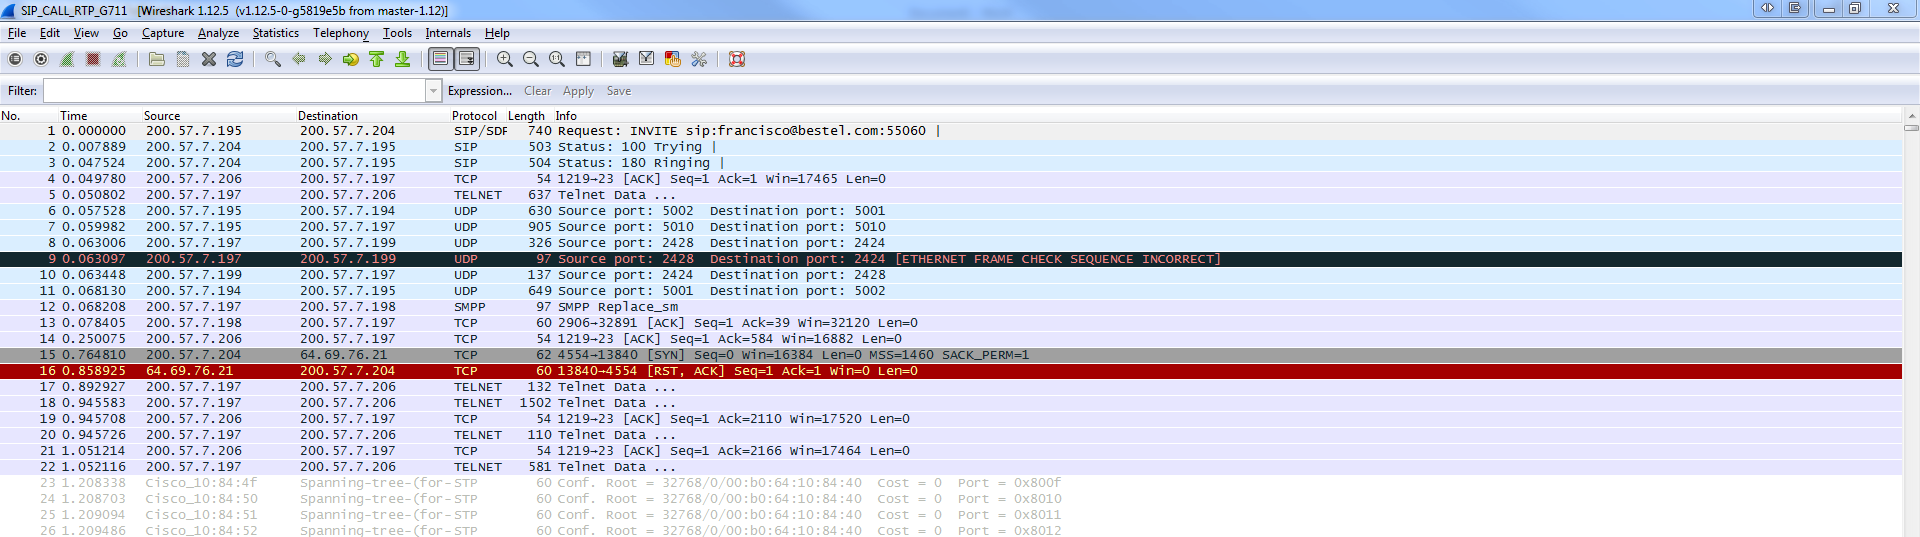 SIP_CALL_RTP_G711 [Wireshark 1.12.5 (v1.12.5-0-g5819e5b from master-1.12)]
File Edit View Go Capture Analyze Statistics Telephony Tools Internals Help
Filter: Expression... Clear Apply Save
No. Time Source Destination Protocol Length Info
1 0.000000 200.57.7.195 200.57.7.204 SIP/SDP 740 Request: INVITE sip:francisco@bestel.com:55060 |
2 0.007889 200.57.7.204 200.57.7.195 SIP 503 Status: 100 Trying |
3 0.047524 200.57.7.204 200.57.7.195 SIP 504 Status: 180 Ringing |
4 0.049780 200.57.7.206 200.57.7.197 TCP 54 1219→23 [ACK] Seq=1 Ack=1 Win=17465 Len=0
5 0.050802 200.57.7.197 200.57.7.206 TELNET 637 Telnet Data ...
6 0.057528 200.57.7.195 200.57.7.194 UDP 630 Source port: 5002 Destination port: 5001
7 0.059982 200.57.7.195 200.57.7.197 UDP 905 Source port: 5010 Destination port: 5010
8 0.063006 200.57.7.197 200.57.7.199 UDP 326 Source port: 2428 Destination port: 2424
9 0.063097 200.57.7.197 200.57.7.199 UDP 97 Source port: 2428 Destination port: 2424 [ETHERNET FRAME CHECK SEQUENCE INCORRECT]
10 0.063448 200.57.7.199 200.57.7.197 UDP 137 Source port: 2424 Destination port: 2428
11 0.068130 200.57.7.194 200.57.7.195 UDP 649 Source port: 5001 Destination port: 5002
12 0.068208 200.57.7.197 200.57.7.198 SMPP 97 SMPP Replace_sm
13 0.078405 200.57.7.198 200.57.7.197 TCP 60 2906→32891 [ACK] Seq=1 Ack=39 Win=32120 Len=0
14 0.250075 200.57.7.206 200.57.7.197 TCP 54 1219→23 [ACK] Seq=1 Ack=584 Win=16882 Len=0
15 0.764810 200.57.7.204 64.69.76.21 TCP 62 4554→13840 [SYN] Seq=0 Win=16384 Len=0 MSS=1460 SACK_PERM=1
16 0.858925 64.69.76.21 200.57.7.204 TCP 60 13840→4554 [RST, ACK] Seq=1 Ack=1 Win=0 Len=0
17 0.892927 200.57.7.197 200.57.7.206 TELNET 132 Telnet Data ...
18 0.945583 200.57.7.197 200.57.7.206 TELNET 1502 Telnet Data ...
19 0.945708 200.57.7.206 200.57.7.197 TCP 54 1219→23 [ACK] Seq=1 Ack=2110 Win=17520 Len=0
20 0.945726 200.57.7.197 200.57.7.206 TELNET 110 Telnet Data ...
21 1.051214 200.57.7.206 200.57.7.197 TCP 54 1219→23 [ACK] Seq=1 Ack=2166 Win=17464 Len=0
22 1.052116 200.57.7.197 200.57.7.206 TELNET 581 Telnet Data ...
23 1.208338 Cisco_10:84:4f Spanning-tree-(for- STP 60 Conf. Root = 32768/0/00:b0:64:10:84:40 Cost = 0 Port = 0x800f
24 1.208703 Cisco_10:84:50 Spanning-tree-(for- STP 60 Conf. Root = 32768/0/00:b0:64:10:84:40 Cost = 0 Port = 0x8010
25 1.209094 Cisco_10:84:51 Spanning-tree-(for- STP 60 Conf. Root = 32768/0/00:b0:64:10:84:40 Cost = 0 Port = 0x8011
26 1.209486 Cisco_10:84:52 Spanning-tree-(for- STP 60 Conf. Root = 32768/0/00:b0:64:10:84:40 Cost = 0 Port = 0x8012